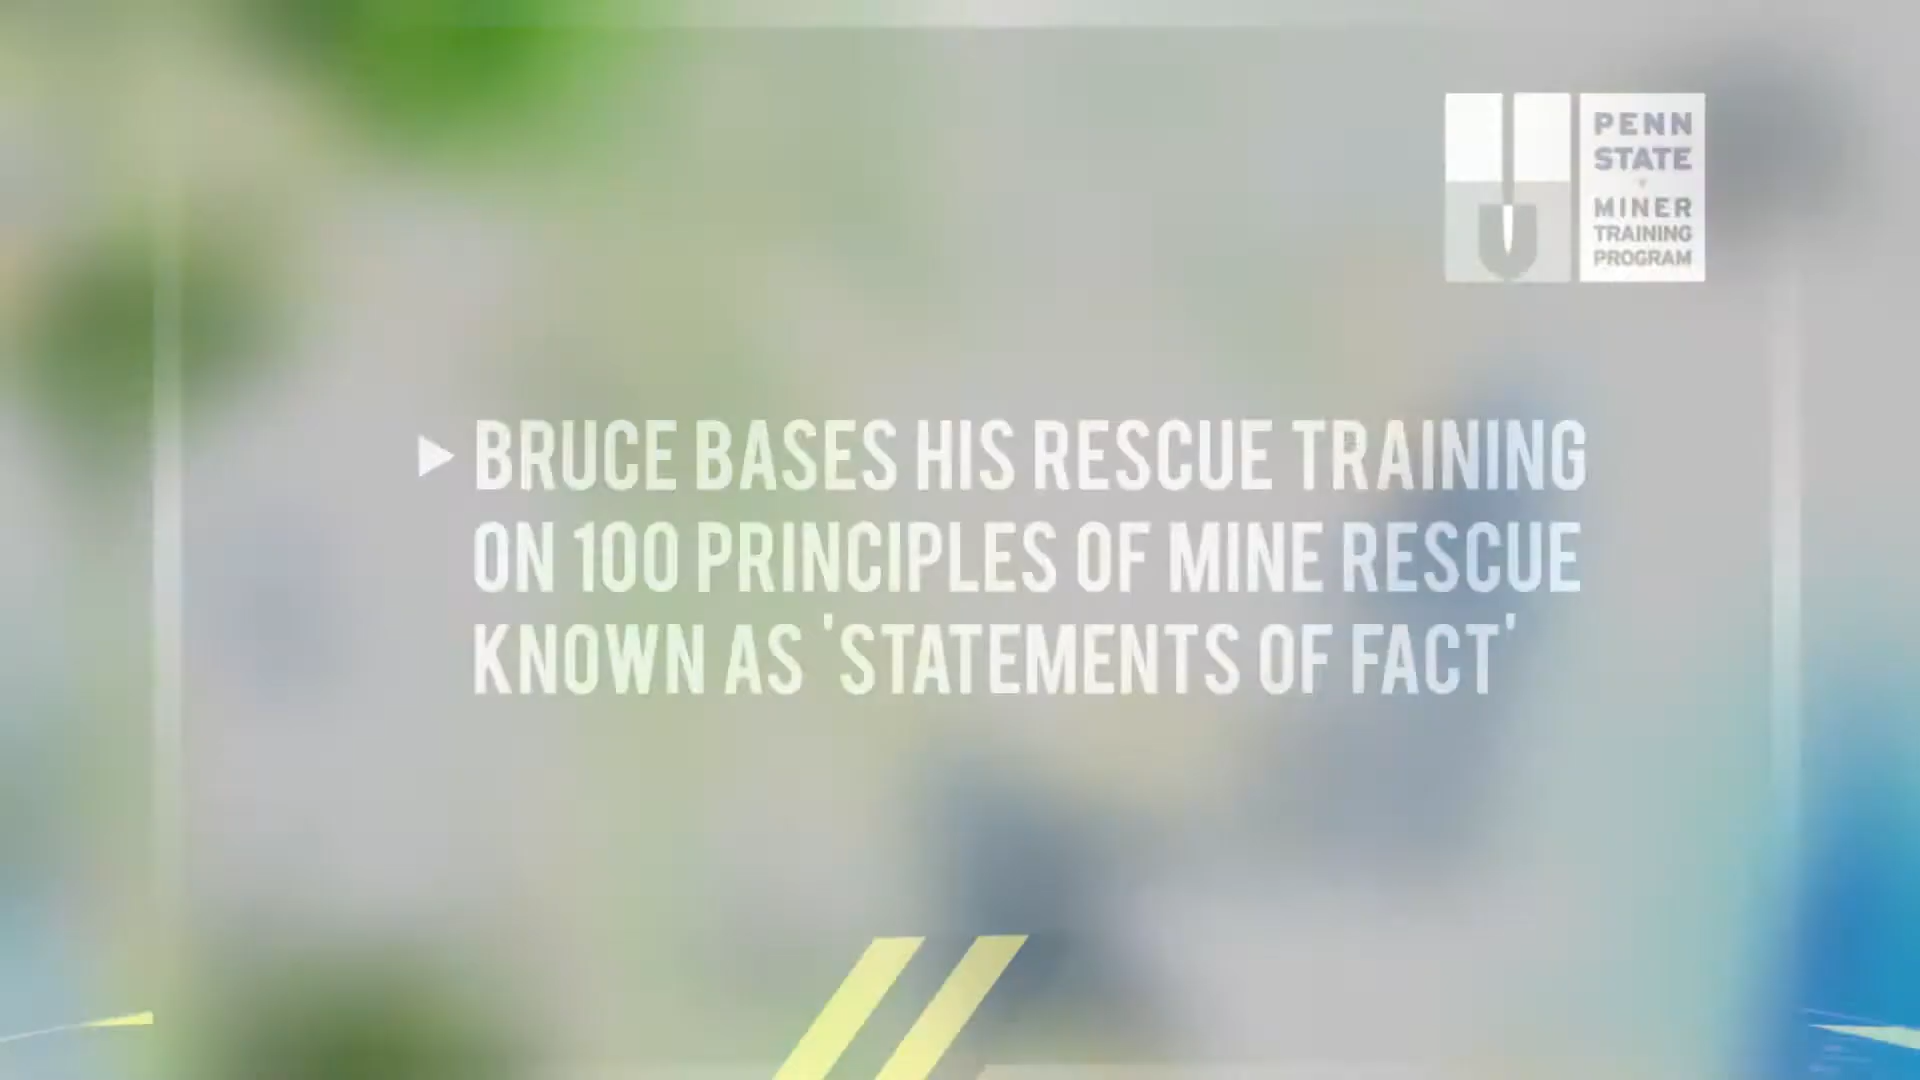 PENN
STATE
MINER
TRAINING
PROGRAM
BRUCE BASES HIS RESCUE TRAINING
ON 100 PRINCIPLES OF MINE RESCUE
KNOWN AS 'STATEMENTS OF FACT'